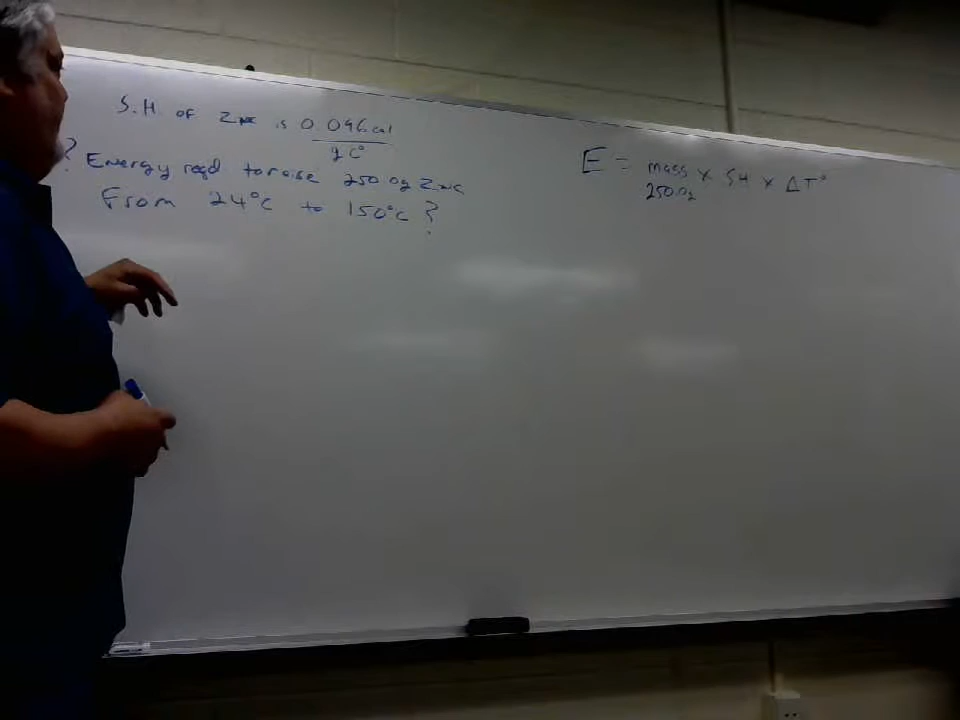 S.H. OF Zinc is 0.096 cal
g C°
? Energy reqd to raise 250.0g Zinc
From 24°C to 150°C ?
E = mass x SH x ΔT°
250.0g